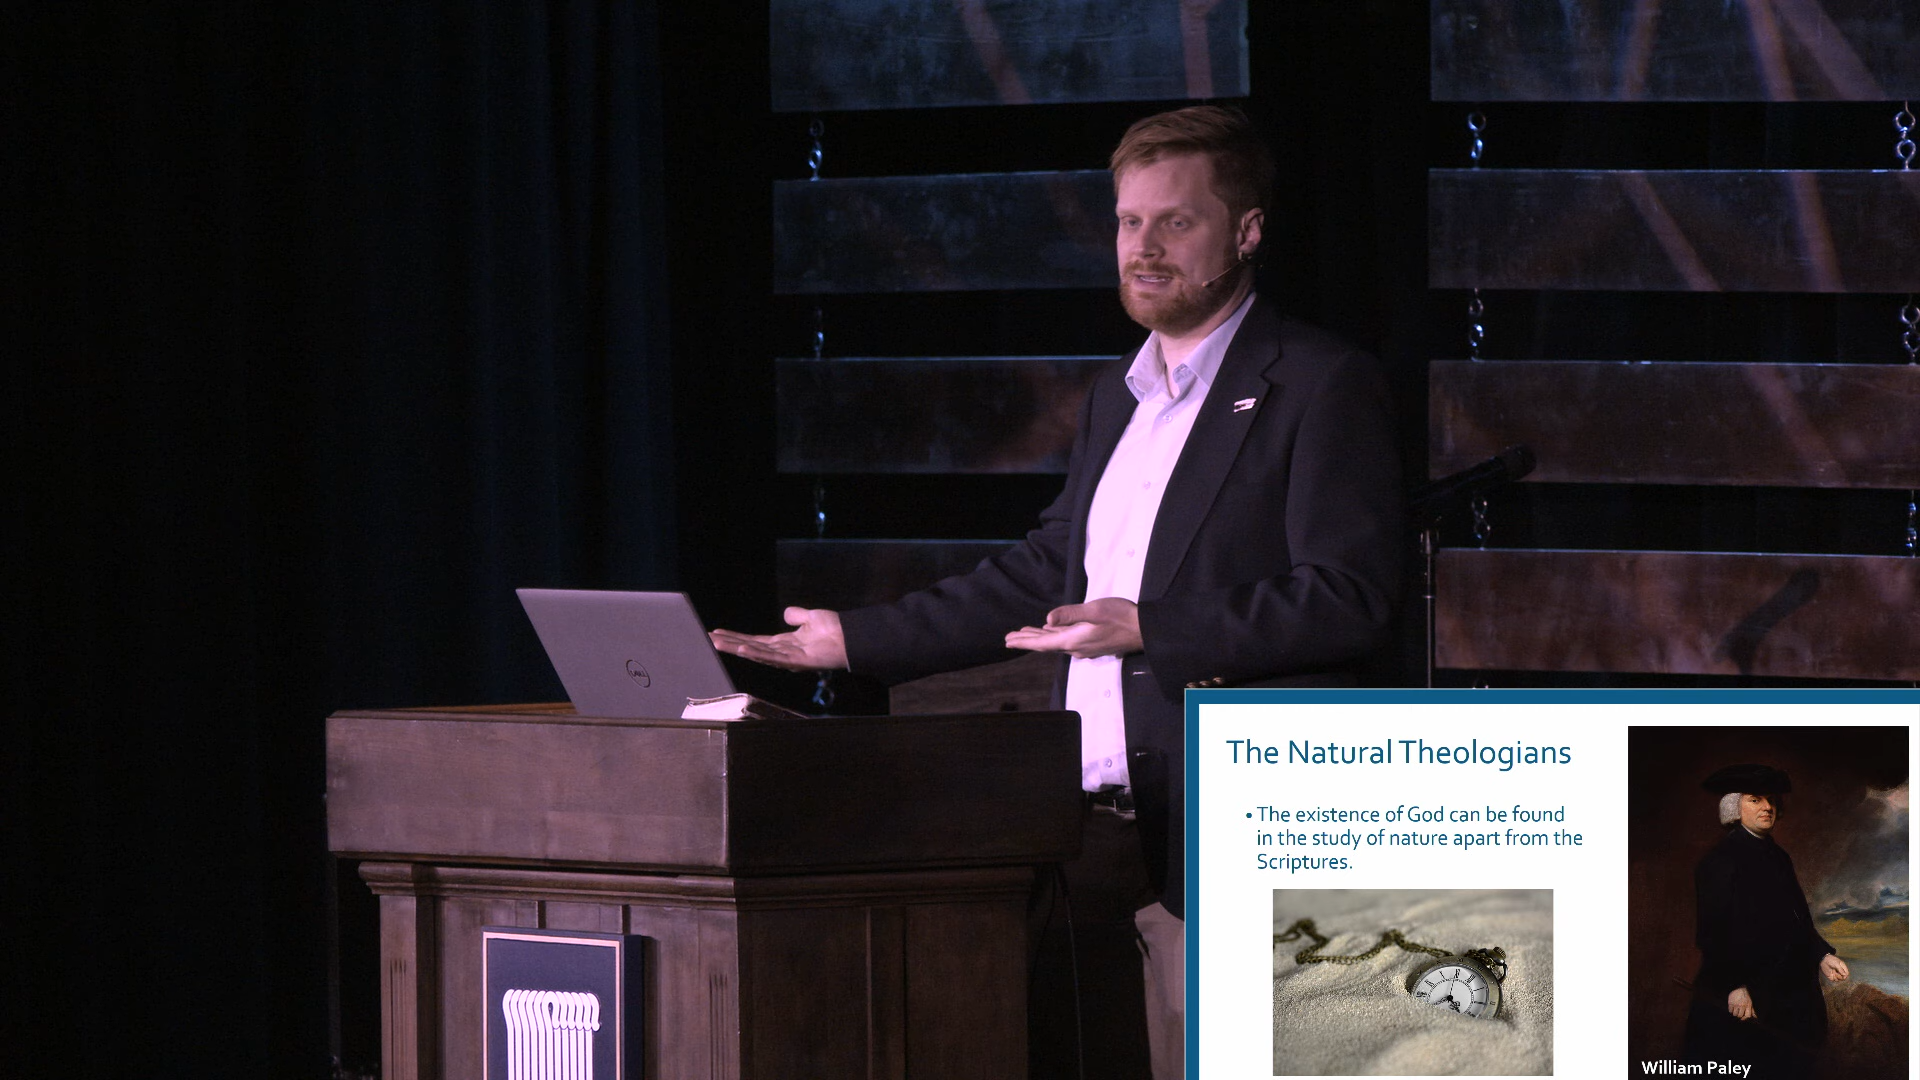 DELL
The Natural Theologians
• The existence of God can be found
in the study of nature apart from the
Scriptures.
William Paley